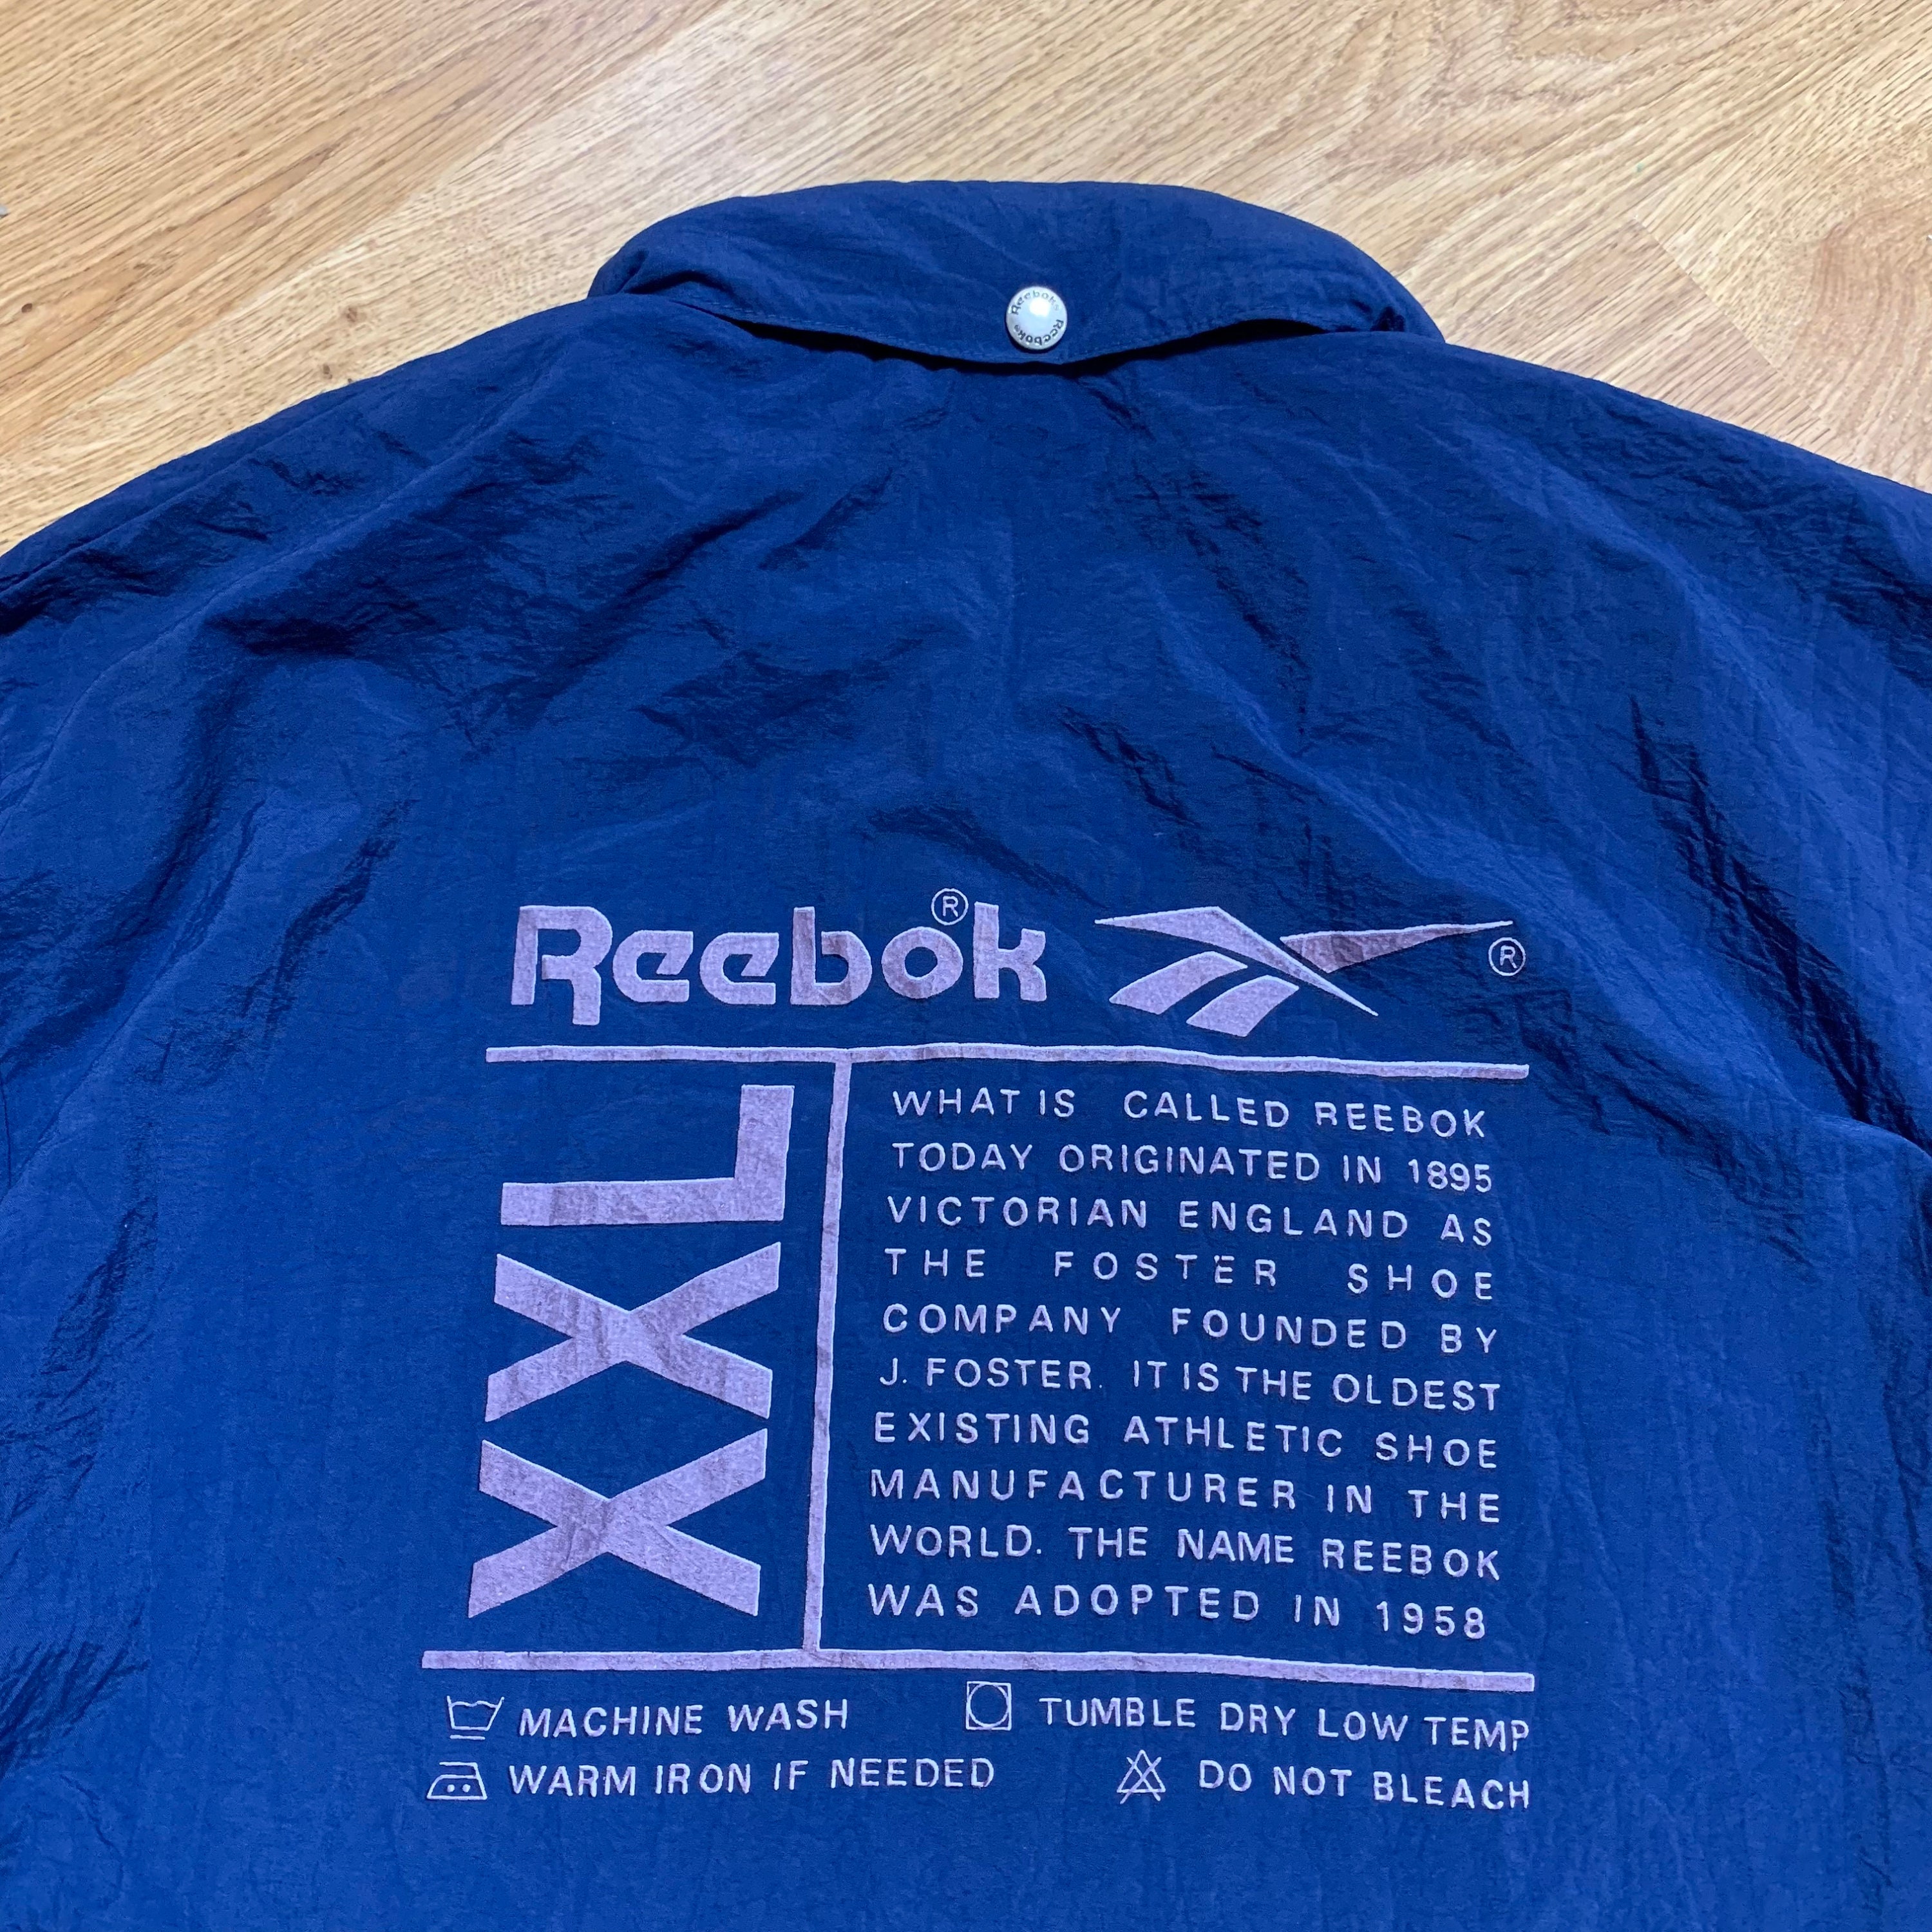 Reebok Reebok
Reebok® ®
XXL
WHAT IS CALLED REEBOK
TODAY ORIGINATED IN 1895
VICTORIAN ENGLAND AS
THE FOSTER SHOE
COMPANY FOUNDED BY
J. FOSTER. IT IS THE OLDEST
EXISTING ATHLETIC SHOE
MANUFACTURER IN THE
WORLD. THE NAME REEBOK
WAS ADOPTED IN 1958
MACHINE WASH TUMBLE DRY LOW TEMP
WARM IRON IF NEEDED DO NOT BLEACH